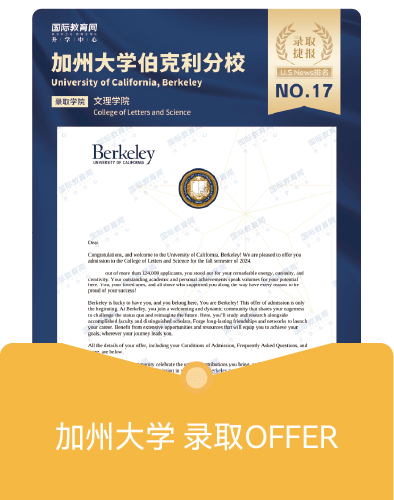 国际教育网
升学中心
录取
捷报
U.S News排名
NO.17
加州大学伯克利分校
University of California, Berkeley
录取学院 文理学院
College of Letters and Science
Berkeley
UNIVERSITY OF CALIFORNIA
Dear
Congratulations, and welcome to the University of California, Berkeley! We are pleased to offer you
admission to the College of Letters and Science for the fall semester of 2024.
out of more than 124,000 applicants, you stood out for your remarkable energy, curiosity, and
creativity. Your outstanding academic and personal achievements speak volumes for your potential
here. You, your loved ones, and all those who supported you along the way have every reason to be
proud of your success!
Berkeley is lucky to have you, and you belong here. You are Berkeley! This offer of admission is only
the beginning. At Berkeley, you join a welcoming and dynamic community that shares your eagerness
to challenge the status quo and reimagine the future. Here, you'll study and research alongside
accomplished faculty and distinguished scholars. Forge long-lasting friendships and networks to launch
your career. Benefit from extensive opportunities and resources that will equip you to achieve your
goals, wherever your journey leads you.
All the details of your offer, including your Conditions of Admission, Frequently Asked Questions, and
more, are below.
celebrate the
加州大学 录取OFFER